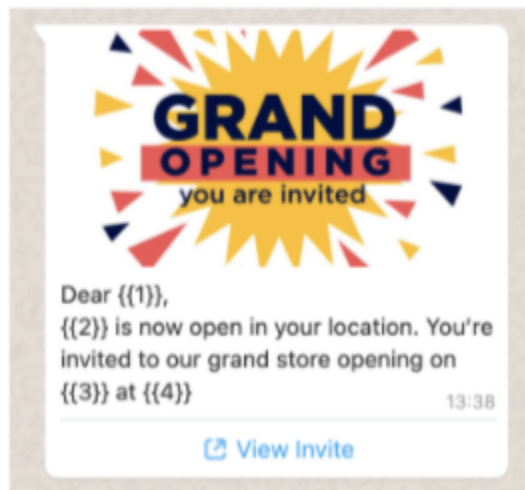 GRAND
OPENING
you are invited
Dear {{1}},
{{2}} is now open in your location. You're
invited to our grand store opening on
{{3}} at {{4}}
13:38
View Invite